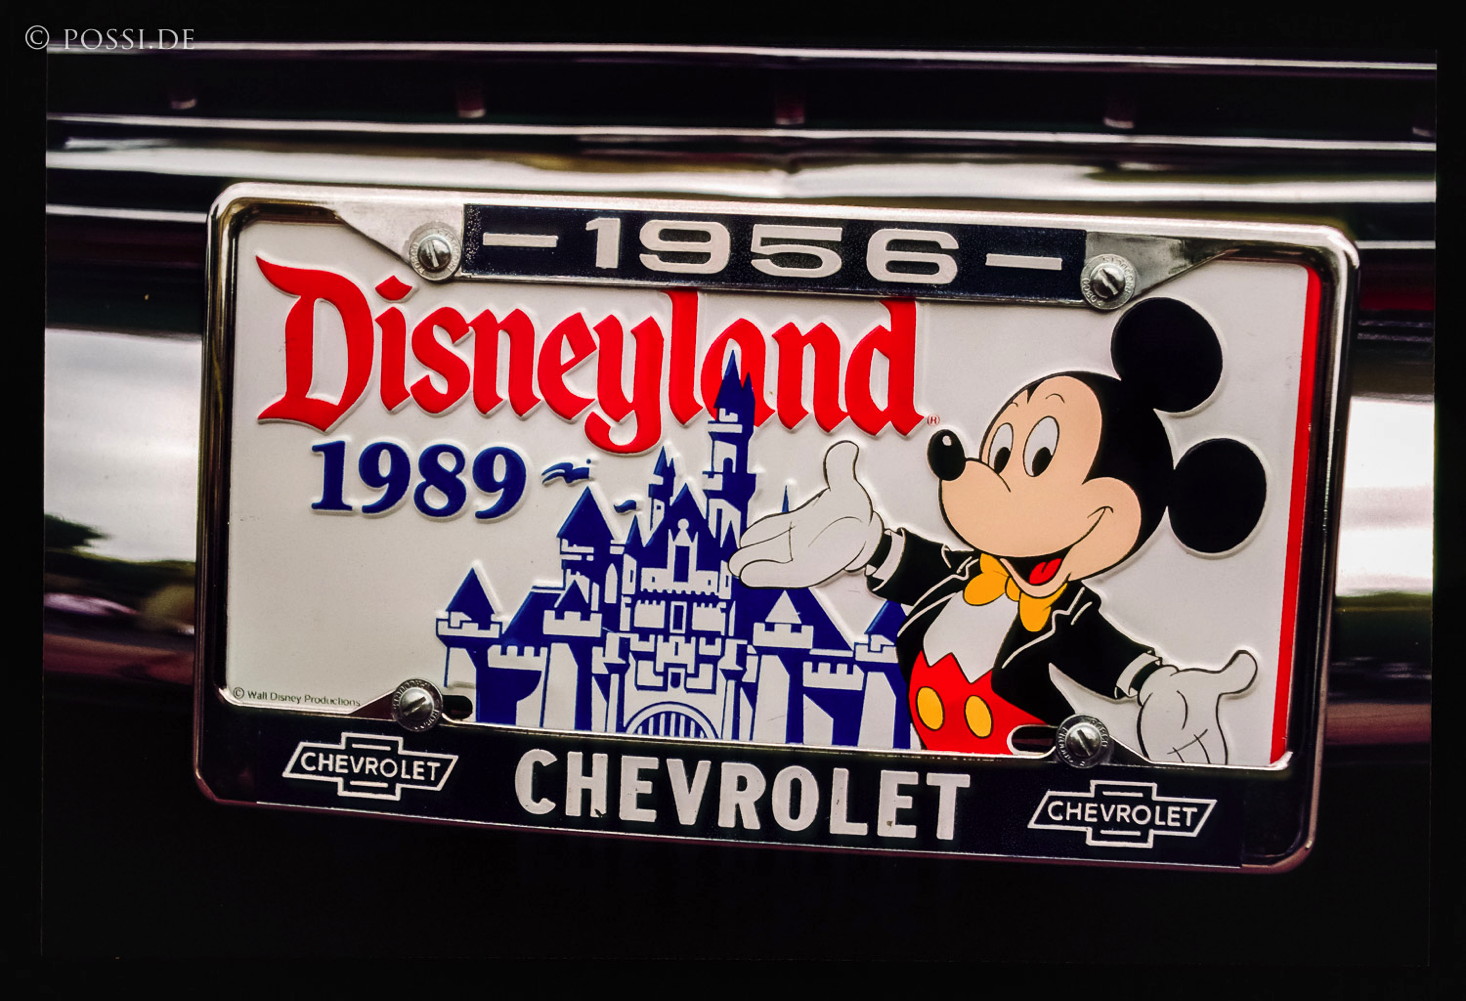 © POSSI.DE
-1956-
Disneyland
1989
© Walt Disney Productions
CHEVROLET
CHEVROLET
CHEVROLET